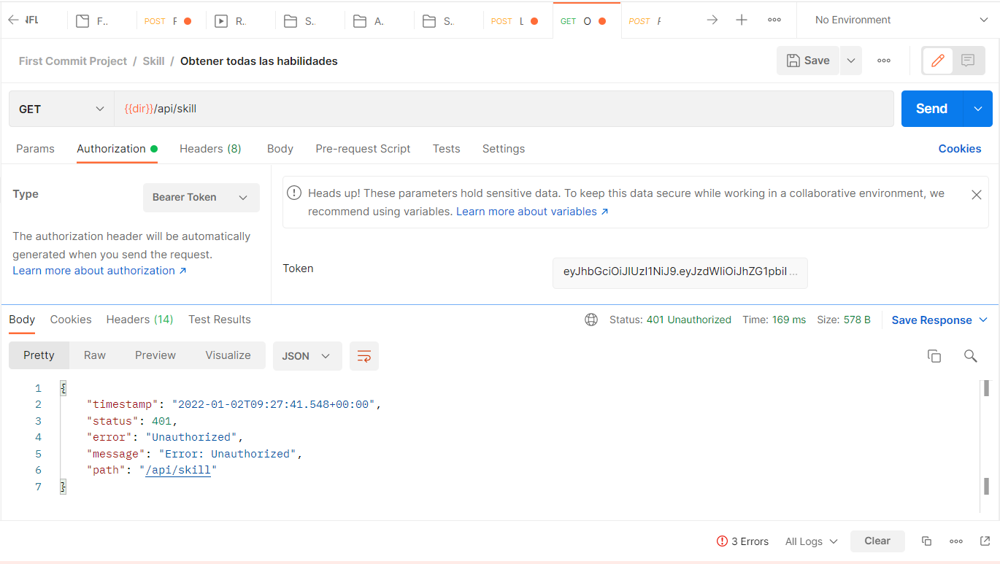 NFL F.. POST F R.. S.. A. S.. POST L GET O POST F No Environment
First Commit Project / Skill / Obtener todas las habilidades Save
GET {{dir}}/api/skill Send
Params Authorization Headers (8) Body Pre-request Script Tests Settings Cookies
Type Bearer Token
The authorization header will be automatically
generated when you send the request.
Learn more about authorization ↗
Heads up! These parameters hold sensitive data. To keep this data secure while working in a collaborative environment, we
recommend using variables. Learn more about variables ↗
Token eyJhbGciOiJIUzI1NiJ9.eyJzdWIiOiJhZG1pbiI ...
Body Cookies Headers (14) Test Results Status: 401 Unauthorized Time: 169 ms Size: 578 B Save Response
Pretty Raw Preview Visualize JSON
1 {
2 "timestamp": "2022-01-02T09:27:41.548+00:00",
3 "status": 401,
4 "error": "Unauthorized",
5 "message": "Error: Unauthorized",
6 "path": "/api/skill"
7 }
3 Errors All Logs Clear